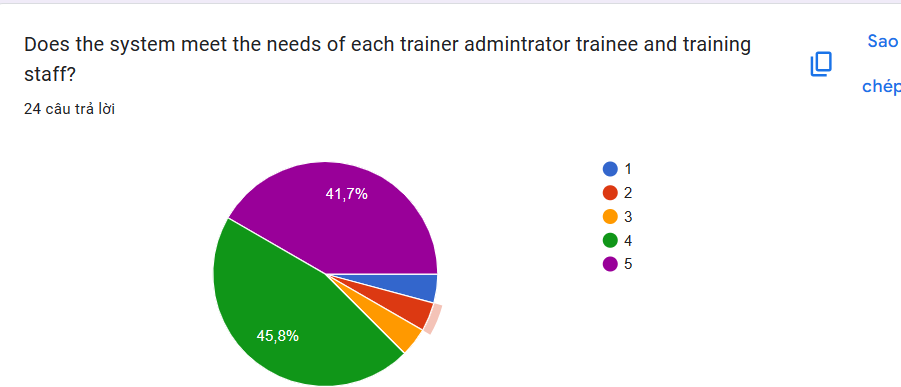 Does the system meet the needs of each trainer admintrator trainee and training
staff?
Sao
chép
24 câu trả lời
41,7%
45,8%
1
2
3
4
5